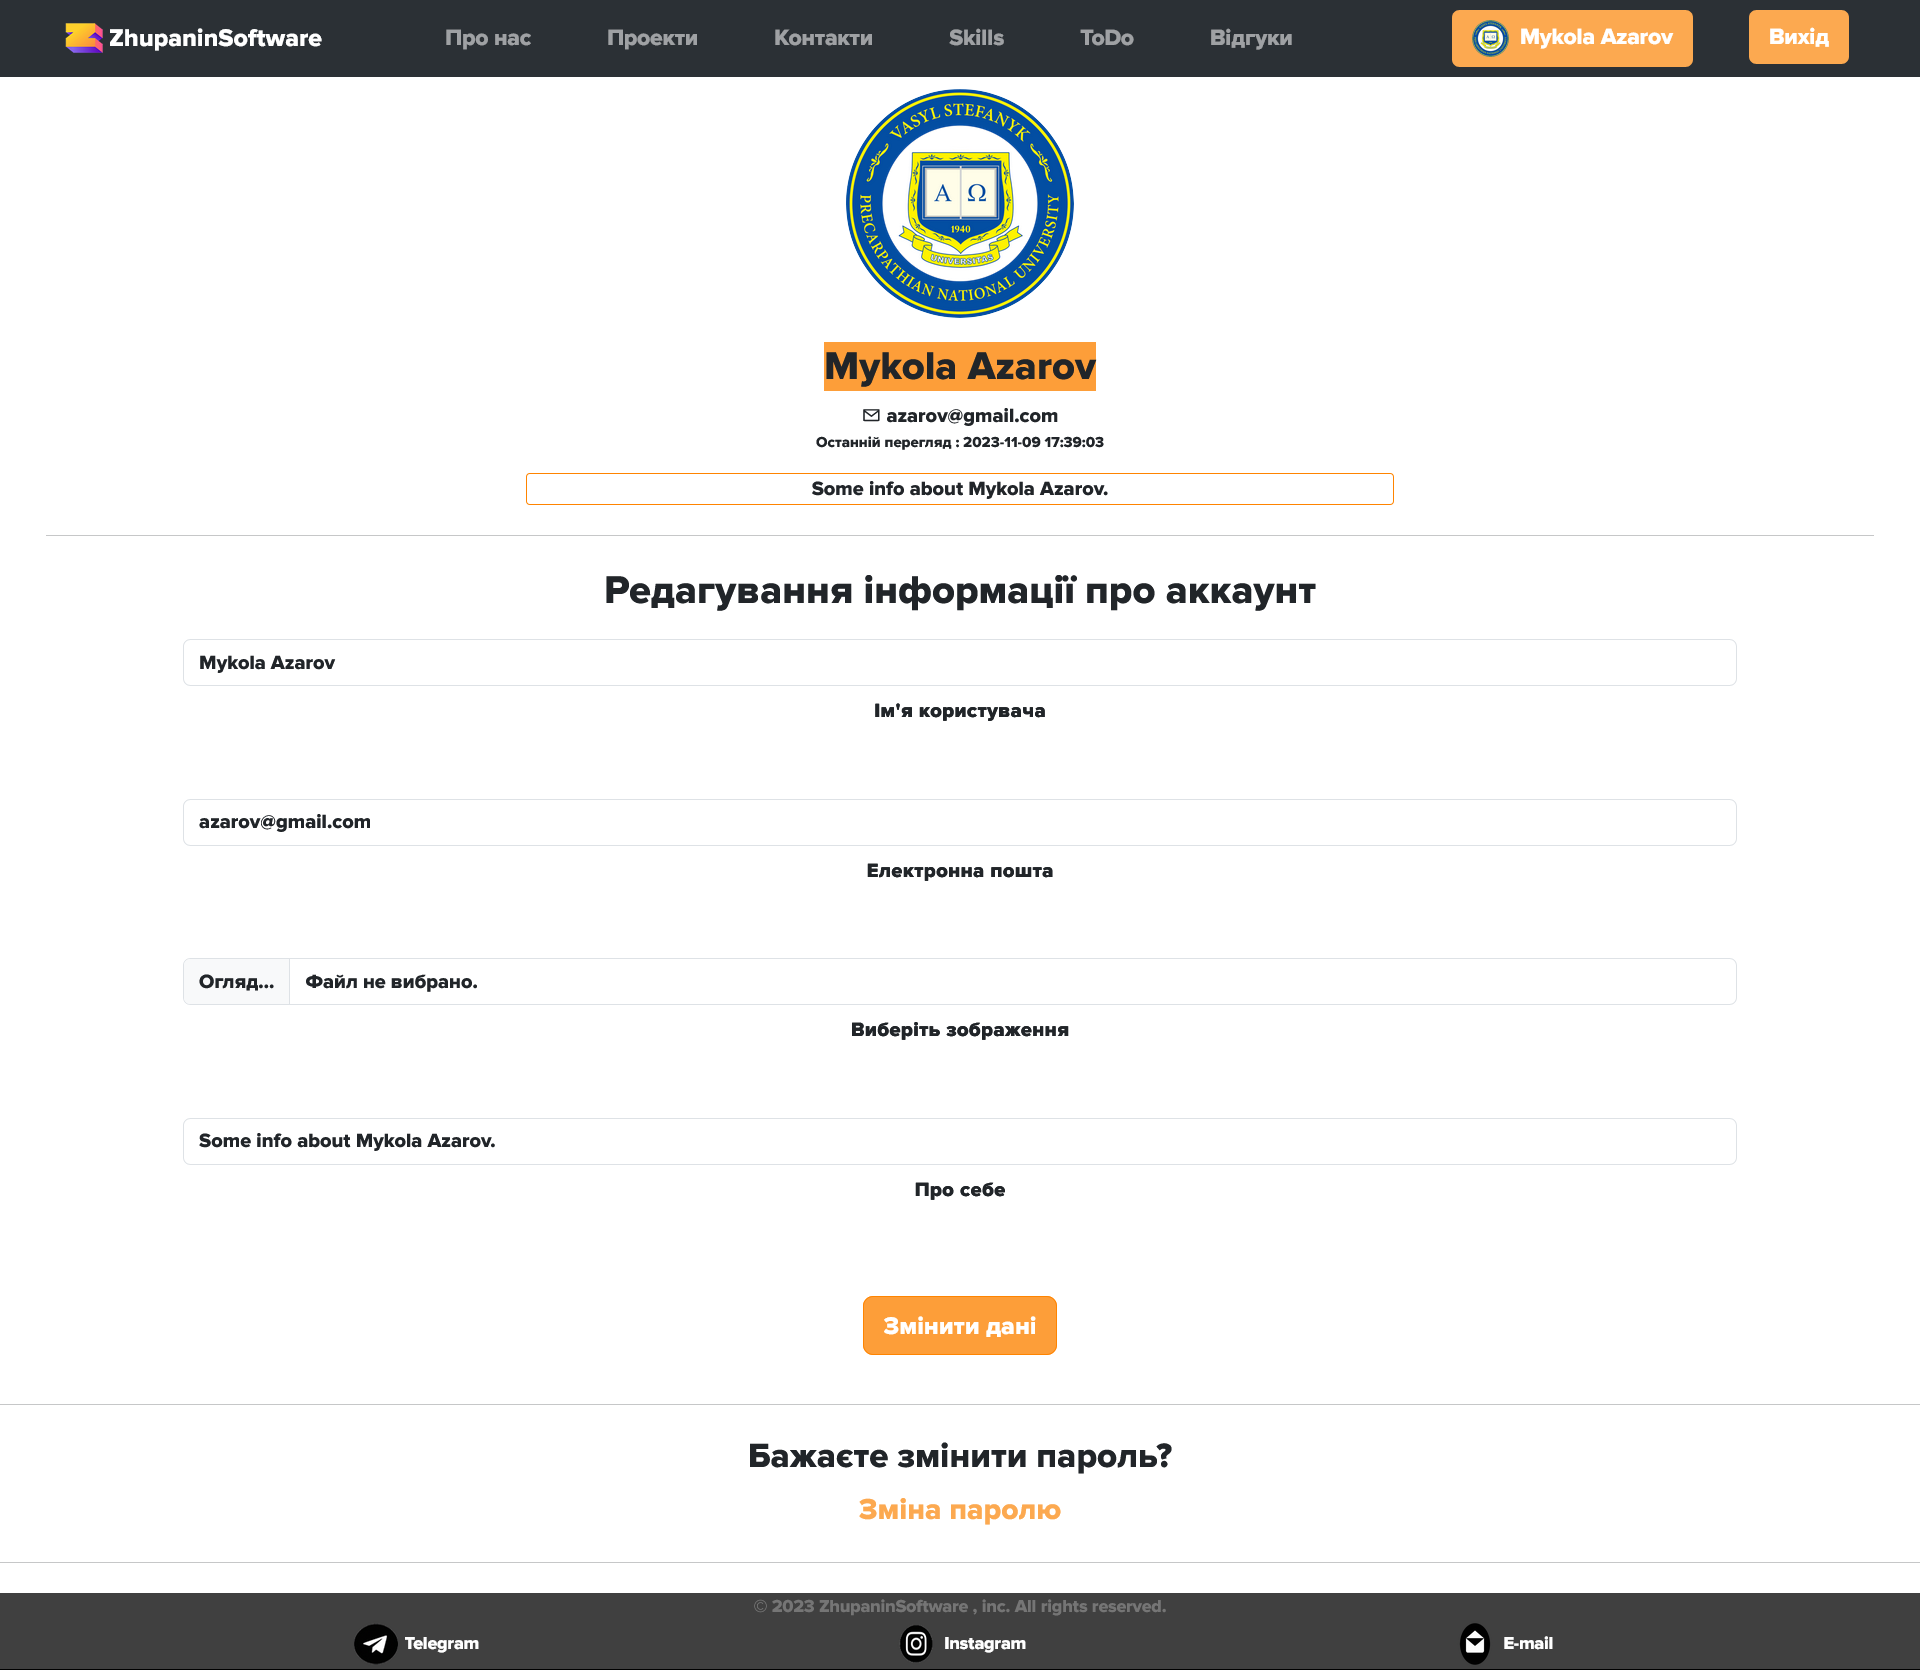 ZhupaninSoftware
Про нас
Проекти
Контакти
Skills
ToDo
Відгуки
Mykola Azarov
Вихід
VASYL STEFANYK
PRECARPATHIAN NATIONAL UNIVERSITY
Α Ω
1940
UNIVERSITAS
Mykola Azarov
azarov@gmail.com
Останній перегляд : 2023-11-09 17:39:03
Some info about Mykola Azarov.
Редагування інформації про аккаунт
Mykola Azarov
Ім'я користувача
azarov@gmail.com
Електронна пошта
Огляд... Файл не вибрано.
Виберіть зображення
Some info about Mykola Azarov.
Про себе
Змінити дані
Бажаєте змінити пароль?
Зміна паролю
© 2023 ZhupaninSoftware , inc. All rights reserved.
Telegram
Instagram
E-mail